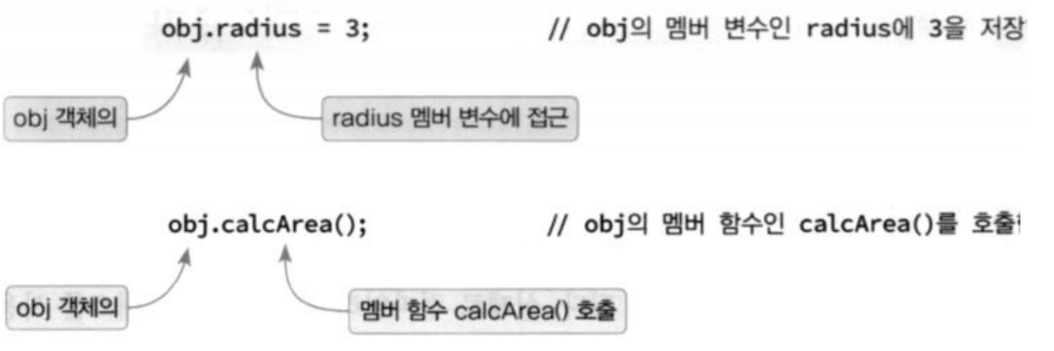 obj.radius = 3; // obj의 멤버 변수인 radius에 3을 저장
obj 객체의 radius 멤버 변수에 접근
obj.calcArea(); // obj의 멤버 함수인 calcArea()를 호출
obj 객체의 멤버 함수 calcArea() 호출